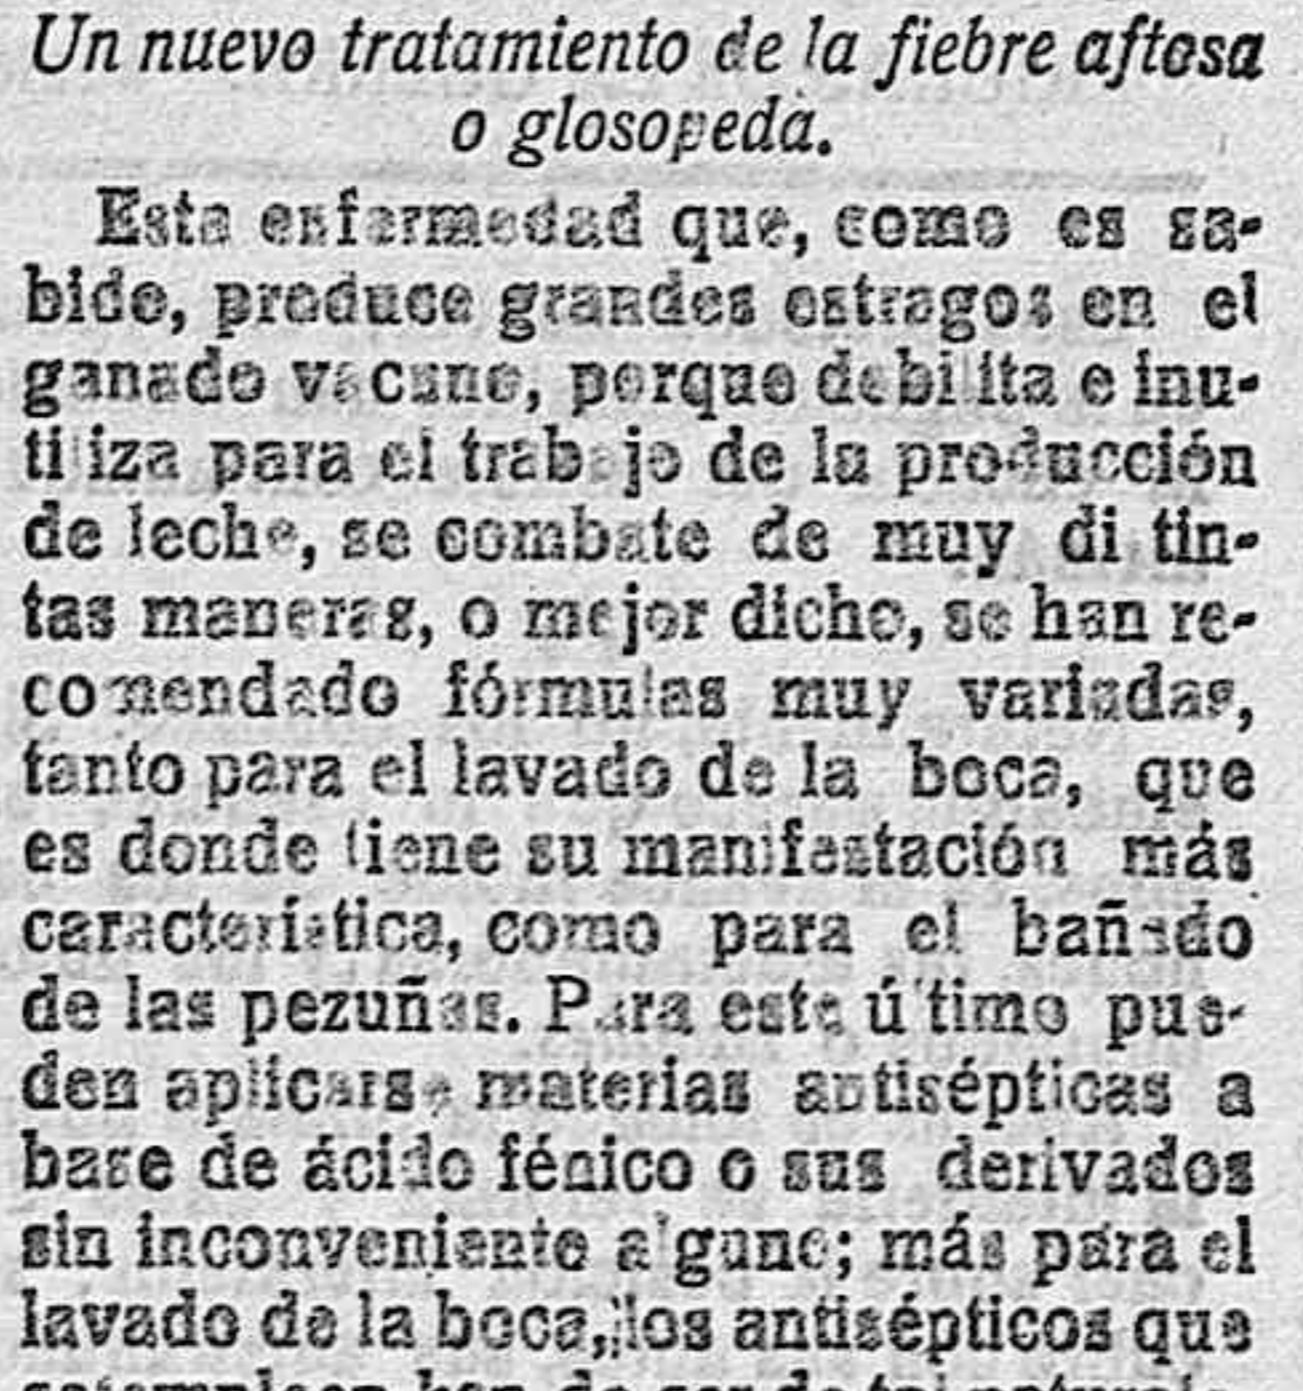 Un nuevo tratamiento de la fiebre aftosa
o glosopeda.
Esta enfermedad que, como es sa-
bido, produce grandes estragos en el
ganado vacuno, porque debilita e inu-
tiliza para el trabajo de la producción
de leche, se combate de muy distin-
tas maneras, o mejor dicho, se han re-
comendado fórmulas muy variadas,
tanto para el lavado de la boca, que
es donde tiene su manifestación más
característica, como para el bañado
de las pezuñas. Para este último pue-
den aplicarse materias antisépticas a
base de ácido fénico o sus derivados
sin inconveniente alguno; más para el
lavado de la boca, los antisépticos que